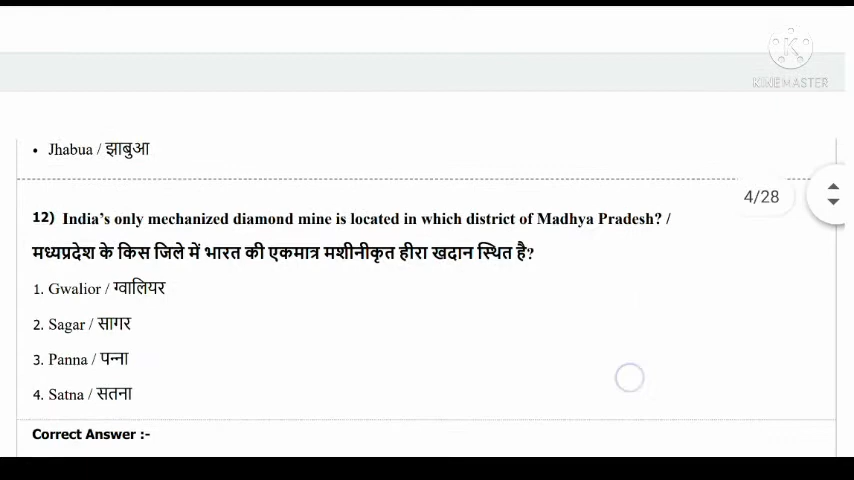 K
KINEMASTER
• Jhabua / झाबुआ
4/28
12) India's only mechanized diamond mine is located in which district of Madhya Pradesh? /
मध्यप्रदेश के किस जिले में भारत की एकमात्र मशीनीकृत हीरा खदान स्थित है?
1. Gwalior / ग्वालियर
2. Sagar / सागर
3. Panna / पन्ना
4. Satna / सतना
Correct Answer :-